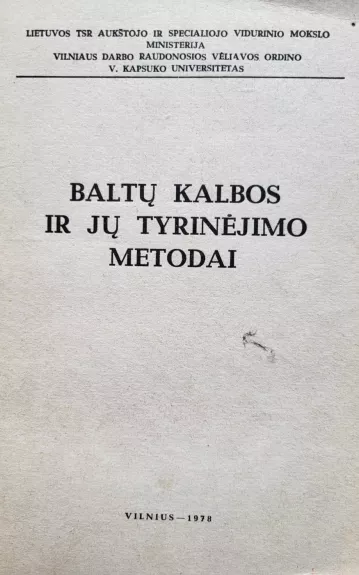 LIETUVOS TSR AUKŠTOJO IR SPECIALIOJO VIDURINIO MOKSLO
MINISTERIJA
VILNIAUS DARBO RAUDONOSIOS VĖLIAVOS ORDINO
V. KAPSUKO UNIVERSITETAS
BALTŲ KALBOS
IR JŲ TYRINĖJIMO
METODAI
VILNIUS—1978